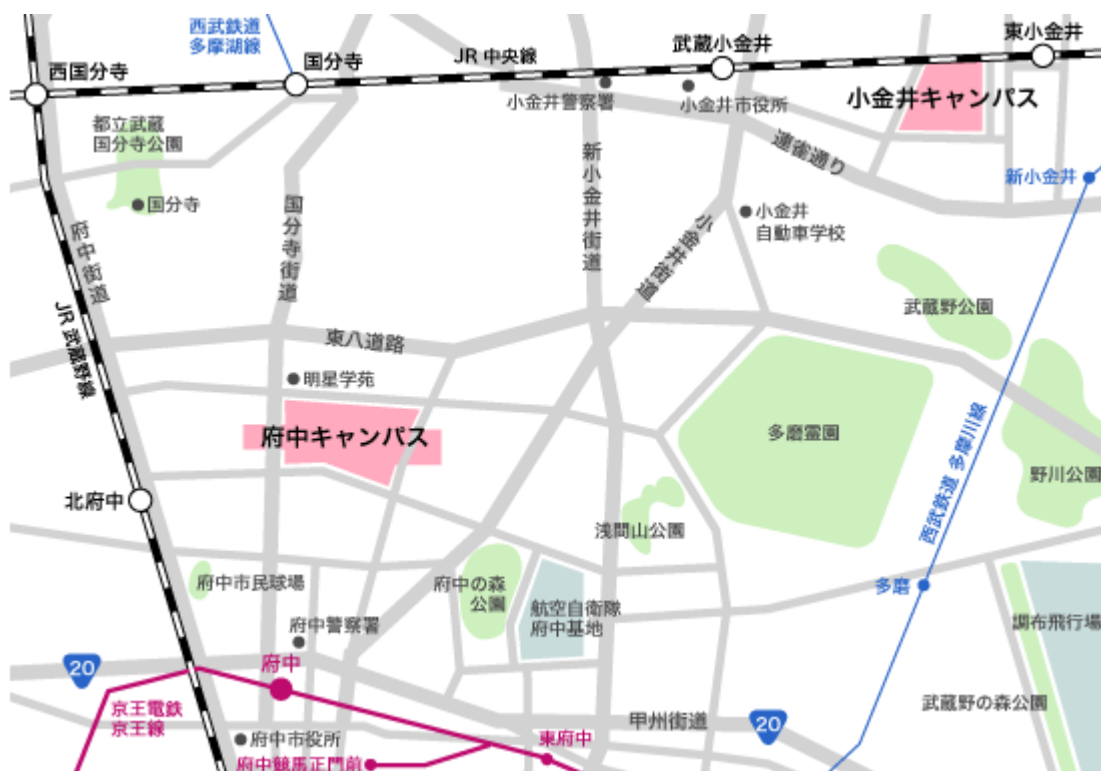 西武鉄道
多摩湖線
国分寺
JR 中央線
武蔵小金井
東小金井
西国分寺
小金井警察署
小金井市役所
小金井キャンパス
都立武蔵
国分寺公園
連雀通り
新小金井
国分寺
国分寺街道
新小金井街道
小金井街道
小金井
自動車学校
府中街道
JR 武蔵野線
武蔵野公園
東八道路
明星学苑
府中キャンパス
多磨霊園
西武鉄道 多摩川線
野川公園
北府中
浅間山公園
府中市民球場
府中の森
公園
航空自衛隊
府中基地
多磨
調布飛行場
府中警察署
府中
20
京王電鉄
京王線
武蔵野の森公園
甲州街道
20
府中市役所
東府中
府中競馬正門前